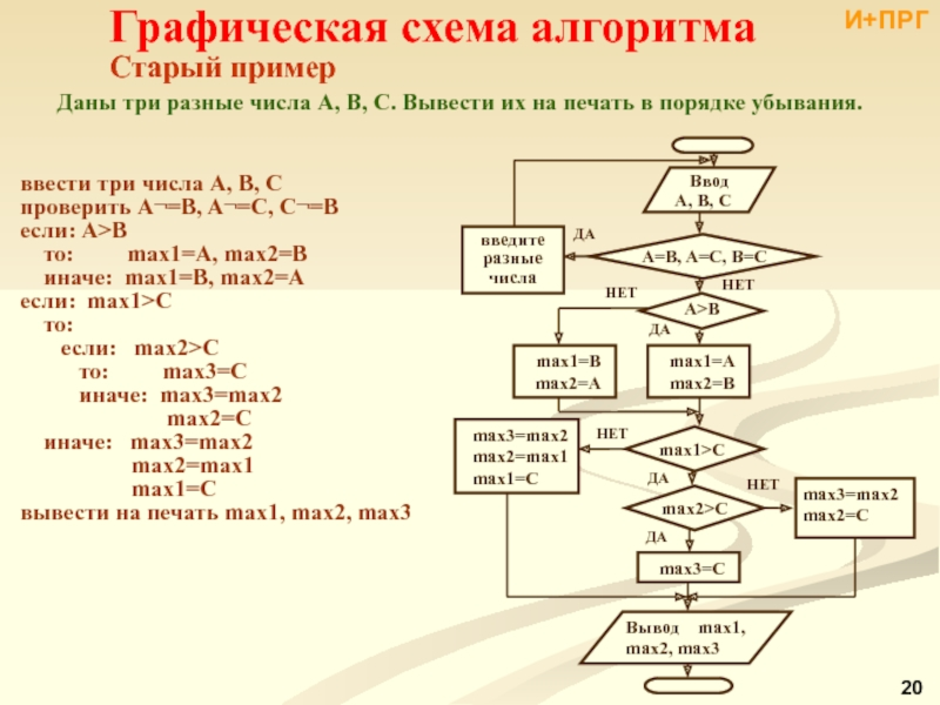 Графическая схема алгоритма
И+ПРГ
Старый пример
Даны три разные числа A, B, C. Вывести их на печать в порядке убывания.
ввести три числа A, B, C
проверить A¬=B, A¬=C, C¬=B
если: A>B
то: max1=A, max2=B
иначе: max1=B, max2=A
если: max1>C
то:
если: max2>C
то: max3=C
иначе: max3=max2
max2=C
иначе: max3=max2
max2=max1
max1=C
вывести на печать max1, max2, max3
Ввод
A, B, C
введите
разные
числа
ДА
A=B, A=C, B=C
НЕТ
НЕТ
A>B
ДА
max1=B
max2=A
max1=A
max2=B
max3=max2
max2=max1
max1=C
НЕТ
max1>C
ДА
НЕТ
max2>C
max3=max2
max2=C
ДА
max3=C
Вывод max1,
max2, max3
20